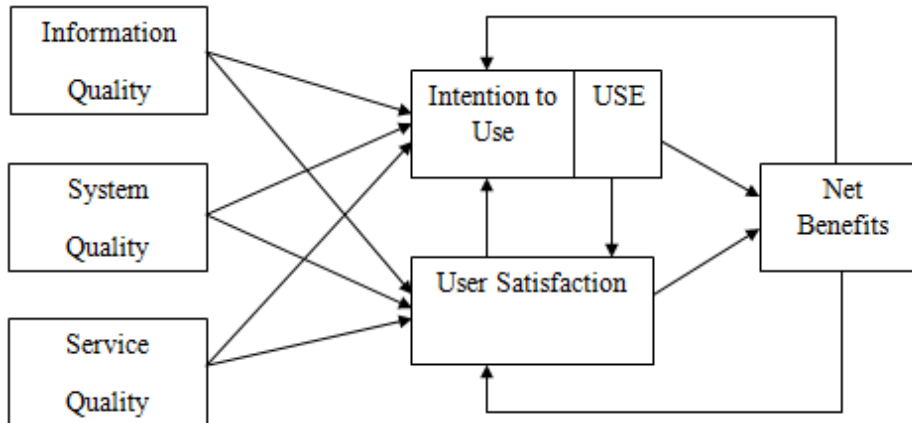 Information
Quality
System
Quality
Service
Quality
Intention to
Use
USE
User Satisfaction
Net
Benefits